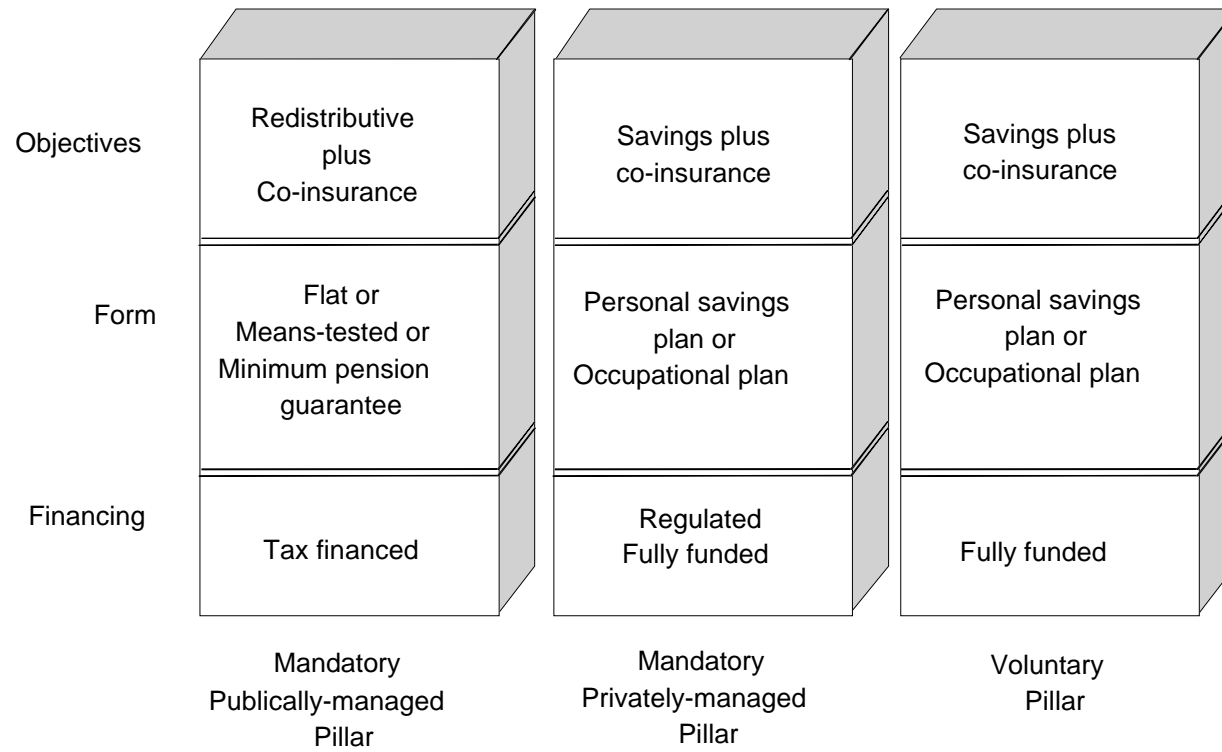 Objectives
Redistributive
plus
Co-insurance
Savings plus
co-insurance
Savings plus
co-insurance
Form
Flat or
Means-tested or
Minimum pension
guarantee
Personal savings
plan or
Occupational plan
Personal savings
plan or
Occupational plan
Financing
Tax financed
Regulated
Fully funded
Fully funded
Mandatory
Publically-managed
Pillar
Mandatory
Privately-managed
Pillar
Voluntary
Pillar